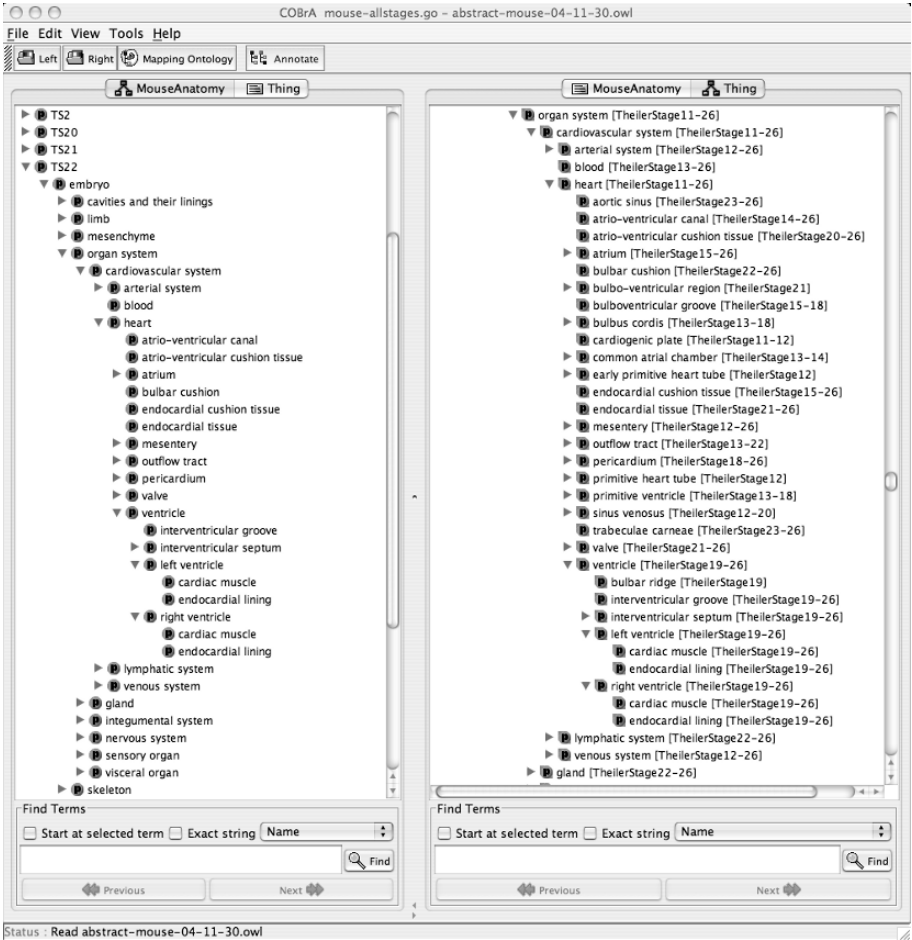 COBrA mouse-allstages.go - abstract-mouse-04-11-30.owl
File Edit View Tools Help
Left Right Mapping Ontology Annotate
MouseAnatomy Thing
TS2
TS20
TS21
TS22
embryo
cavities and their linings
limb
mesenchyme
organ system
cardiovascular system
arterial system
blood
heart
atrio-ventricular canal
atrio-ventricular cushion tissue
atrium
bulbar cushion
endocardial cushion tissue
endocardial tissue
mesentery
outflow tract
pericardium
valve
ventricle
interventricular groove
interventricular septum
left ventricle
cardiac muscle
endocardial lining
right ventricle
cardiac muscle
endocardial lining
lymphatic system
venous system
gland
integumental system
nervous system
sensory organ
visceral organ
skeleton
Find Terms
Start at selected term Exact string Name
Find
Previous Next
MouseAnatomy Thing
organ system [TheilerStage11-26]
cardiovascular system [TheilerStage11-26]
arterial system [TheilerStage12-26]
blood [TheilerStage13-26]
heart [TheilerStage11-26]
aortic sinus [TheilerStage23-26]
atrio-ventricular canal [TheilerStage14-26]
atrio-ventricular cushion tissue [TheilerStage20-26]
atrium [TheilerStage15-26]
bulbar cushion [TheilerStage22-26]
bulbo-ventricular region [TheilerStage21]
bulboventricular groove [TheilerStage15-18]
bulbus cordis [TheilerStage13-18]
cardiogenic plate [TheilerStage11-12]
common atrial chamber [TheilerStage13-14]
early primitive heart tube [TheilerStage12]
endocardial cushion tissue [TheilerStage15-26]
endocardial tissue [TheilerStage21-26]
mesentery [TheilerStage12-26]
outflow tract [TheilerStage13-22]
pericardium [TheilerStage18-26]
primitive heart tube [TheilerStage12]
primitive ventricle [TheilerStage13-18]
sinus venosus [TheilerStage12-20]
trabeculae carneae [TheilerStage23-26]
valve [TheilerStage21-26]
ventricle [TheilerStage19-26]
bulbar ridge [TheilerStage19]
interventricular groove [TheilerStage19-26]
interventricular septum [TheilerStage19-26]
left ventricle [TheilerStage19-26]
cardiac muscle [TheilerStage19-26]
endocardial lining [TheilerStage19-26]
right ventricle [TheilerStage19-26]
cardiac muscle [TheilerStage19-26]
endocardial lining [TheilerStage19-26]
lymphatic system [TheilerStage22-26]
venous system [TheilerStage12-26]
gland [TheilerStage22-26]
Find Terms
Start at selected term Exact string Name
Find
Previous Next
Status : Read abstract-mouse-04-11-30.owl